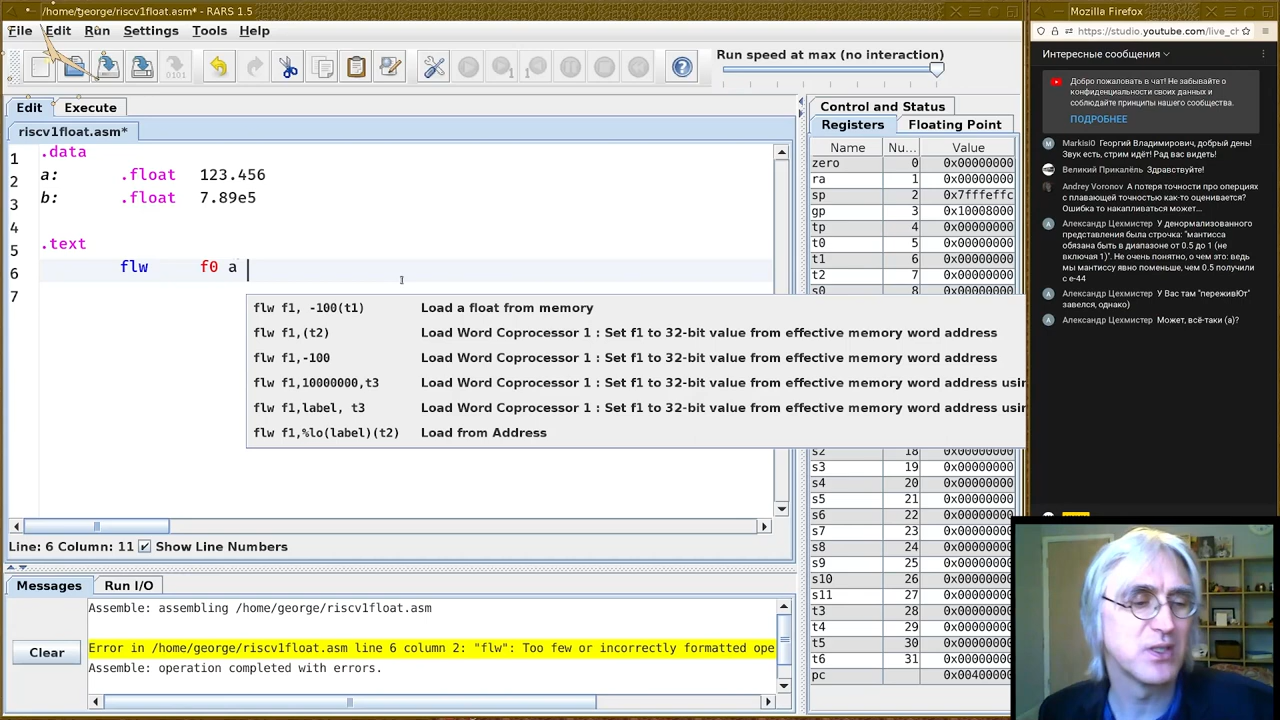 /home/george/riscv1float.asm* - RARS 1.5
File Edit Run Settings Tools Help
Run speed at max (no interaction)
Edit Execute
riscv1float.asm*
1 .data
2 a: .float 123.456
3 b: .float 7.89e5
4
5 .text
6 flw f0 a
7
flw f1, -100(t1) Load a float from memory
flw f1,(t2) Load Word Coprocessor 1 : Set f1 to 32-bit value from effective memory word address
flw f1,-100 Load Word Coprocessor 1 : Set f1 to 32-bit value from effective memory word address
flw f1,10000000,t3 Load Word Coprocessor 1 : Set f1 to 32-bit value from effective memory word address usin
flw f1,label, t3 Load Word Coprocessor 1 : Set f1 to 32-bit value from effective memory word address usin
flw f1,%lo(label)(t2) Load from Address
Line: 6 Column: 11 Show Line Numbers
Messages Run I/O
Assemble: assembling /home/george/riscv1float.asm
Error in /home/george/riscv1float.asm line 6 column 2: "flw": Too few or incorrectly formatted ope
Assemble: operation completed with errors.
Clear
Control and Status
Registers Floating Point
Name Nu... Value
zero 0 0x00000000
ra 1 0x00000000
sp 2 0x7fffeffc
gp 3 0x10008000
tp 4 0x00000000
t0 5 0x00000000
t1 6 0x00000000
t2 7 0x00000000
s0 8 0x00000000
s2 18 0x00000000
s3 19 0x00000000
s4 20 0x00000000
s5 21 0x00000000
s6 22 0x00000000
s7 23 0x00000000
s8 24 0x00000000
s9 25 0x00000000
s10 26 0x00000000
s11 27 0x00000000
t3 28 0x00000000
t4 29 0x00000000
t5 30 0x00000000
t6 31 0x00000000
pc 0x00400000
Mozilla Firefox
https://studio.youtube.com/live_ch
Интересные сообщения
Добро пожаловать в чат! Не забывайте о
конфиденциальности своих данных и
соблюдайте принципы нашего сообщества.
ПОДРОБНЕЕ
Markisi0 Георгий Владимирович, добрый день!
Звук есть, стрим идёт! Рад вас видеть!
Великий Прикалёль Здравствуйте!
Andrey Voronov А потеря точности про оперциях
с плавающей точностью как-то оценивается?
Ошибка то накапливаться может...
Александр Цехмистер У денормализованного
представления была строчка: "мантисса
обязана быть в диапазоне от 0.5 до 1 (не
включая 1)". Не очень понятно, о чем это: ведь
мы мантиссу явно поменьше, чем 0.5 получили
с e-44
Александр Цехмистер У Вас там "переживЮт"
завелся, однако)
Александр Цехмистер Может, всё-таки (а)?